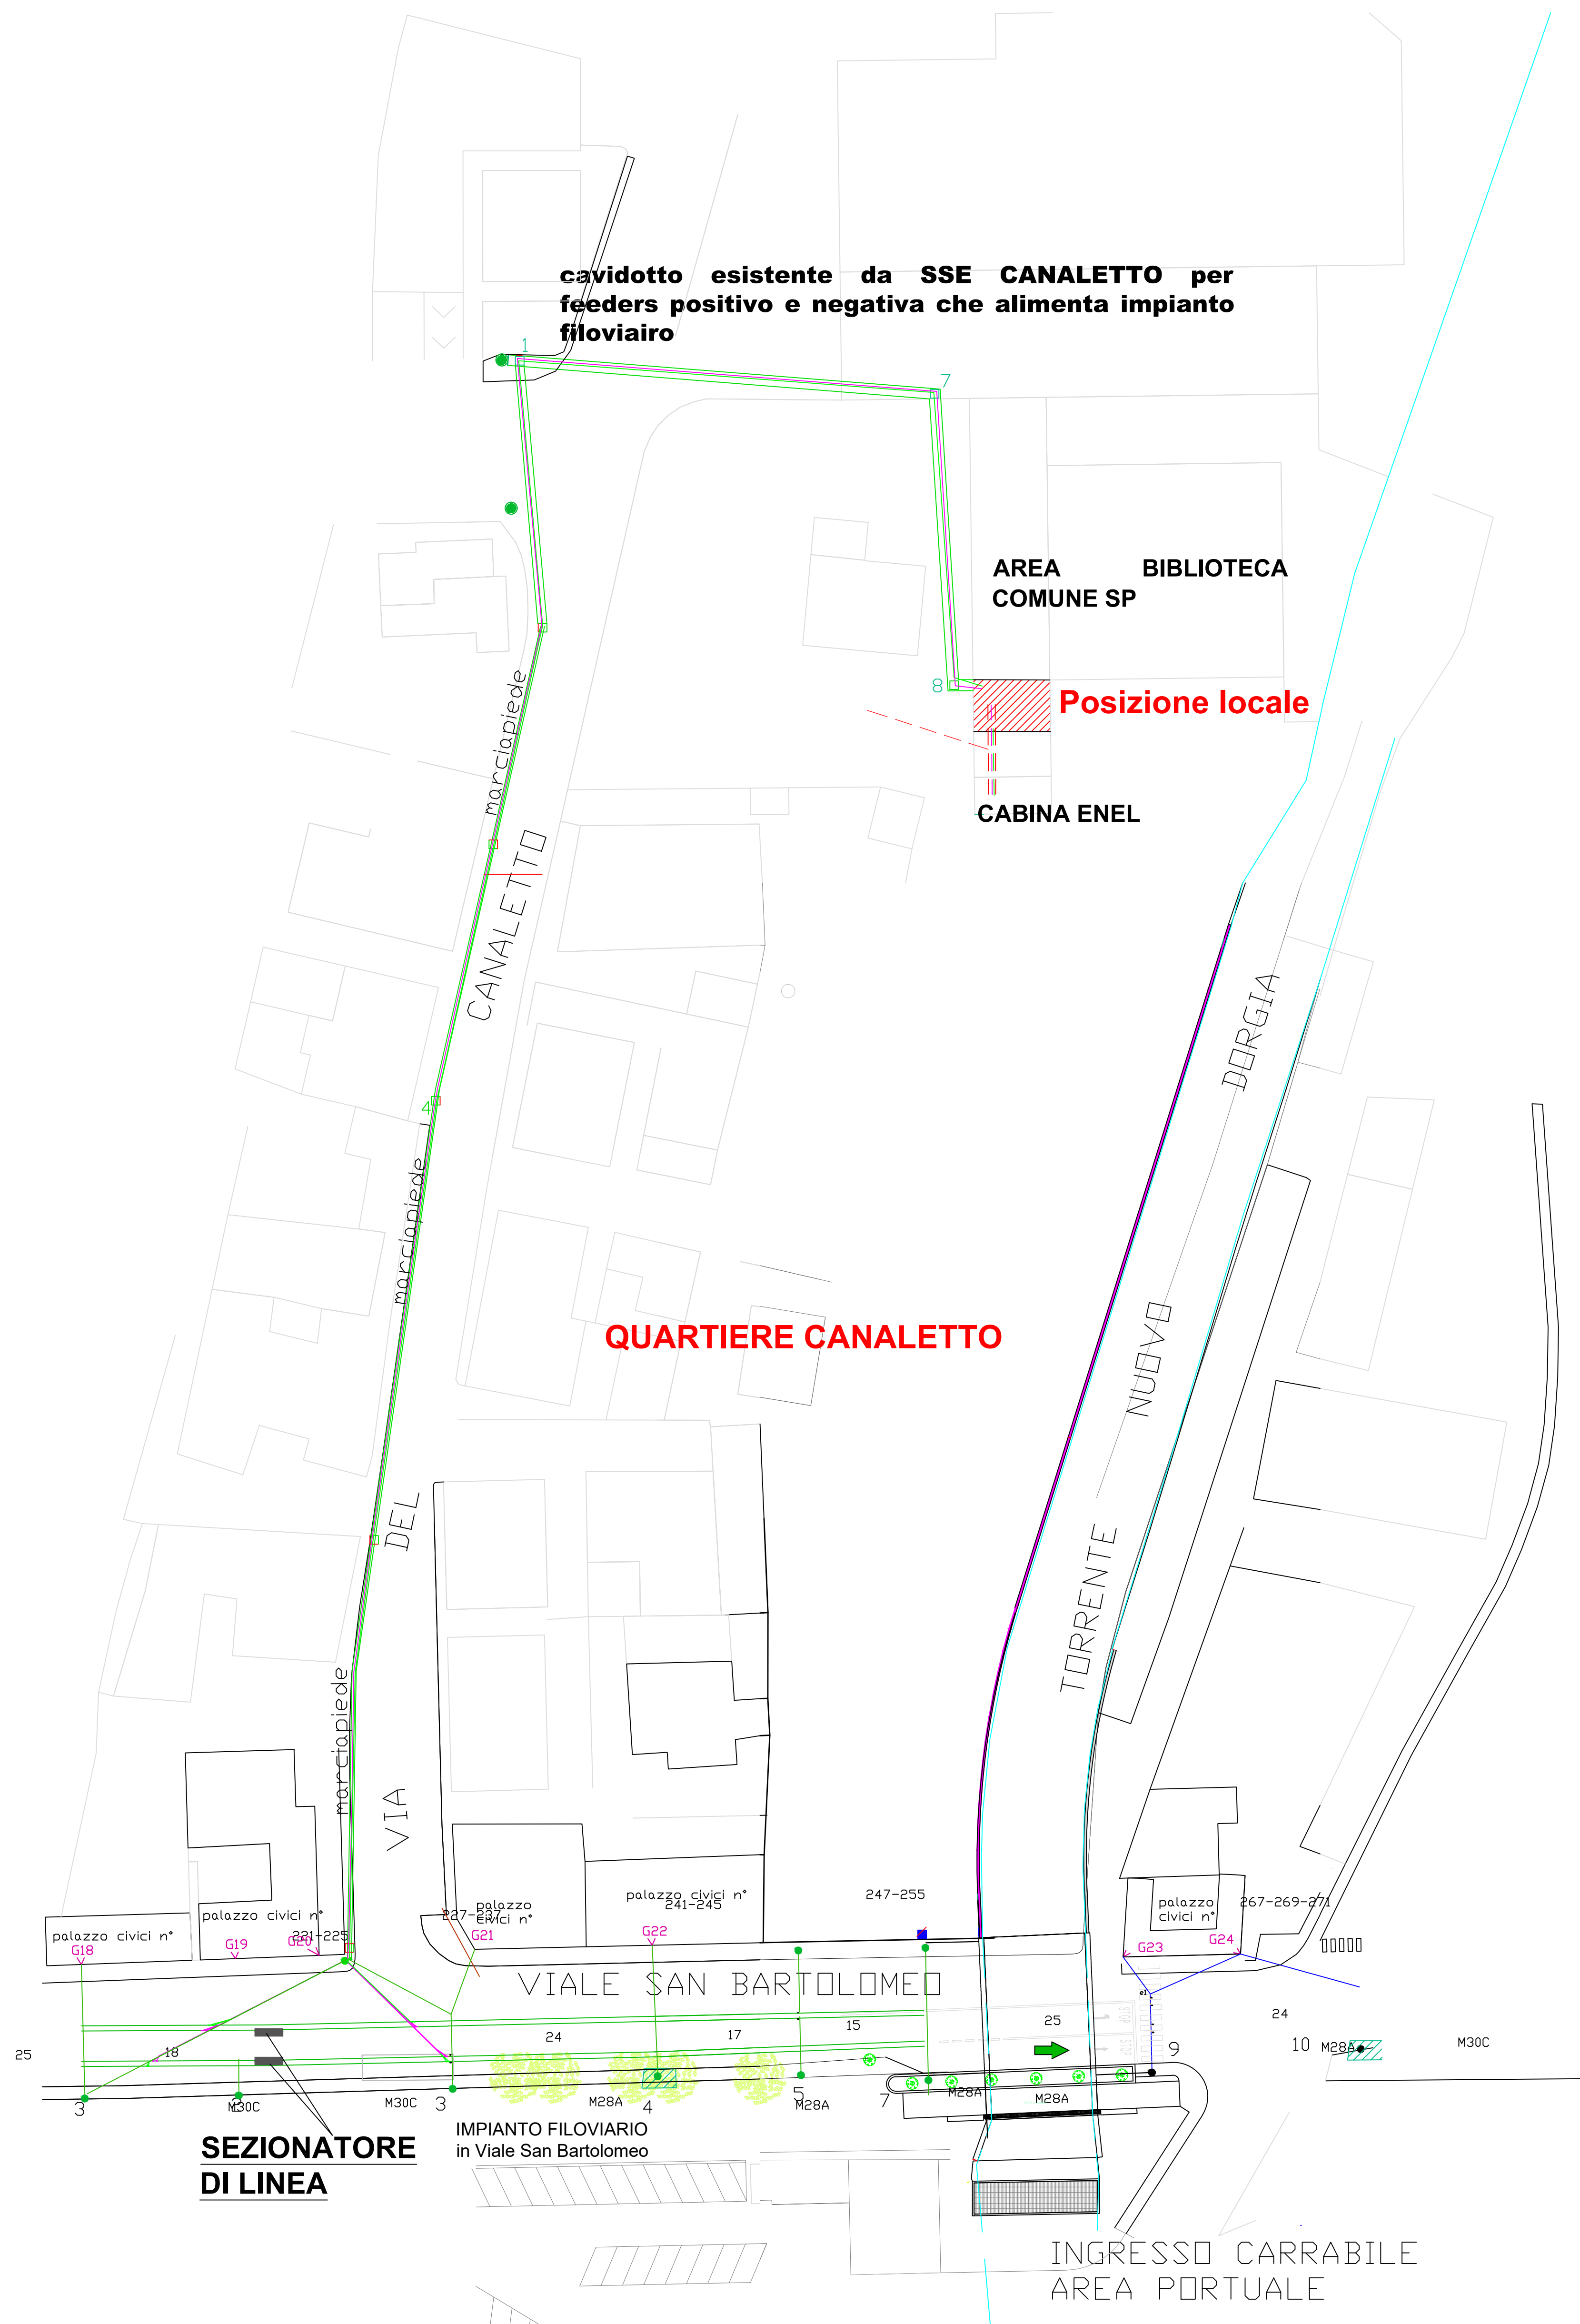 cavidotto esistente da SSE CANALETTO per
feeders positivo e negativa che alimenta impianto
filoviairo
1
7
AREA BIBLIOTECA
COMUNE SP
8
Posizione locale
CABINA ENEL
marciapiede
CANALETTO
DORGIA
4
marciapiede
QUARTIERE CANALETTO
NUOVO
DEL
TORRENTE
marciapiede
VIA
palazzo civici n°
G18
palazzo civici n°
221-225
G19
G20
palazzo
civici n°
227-237
G21
palazzo civici n°
241-245
G22
247-255
palazzo
civici n°
267-269-271
G23
G24
VIALE SAN BARTOLOMEO
e1
STOP
STOP
25
18
24
17
15
25
24
9
10
M28A
M30C
3
M30C
M30C
3
M28A
4
5
M28A
7
M28A
M28A
SEZIONATORE
DI LINEA
IMPIANTO FILOVIARIO
in Viale San Bartolomeo
INGRESSO CARRABILE
AREA PORTUALE